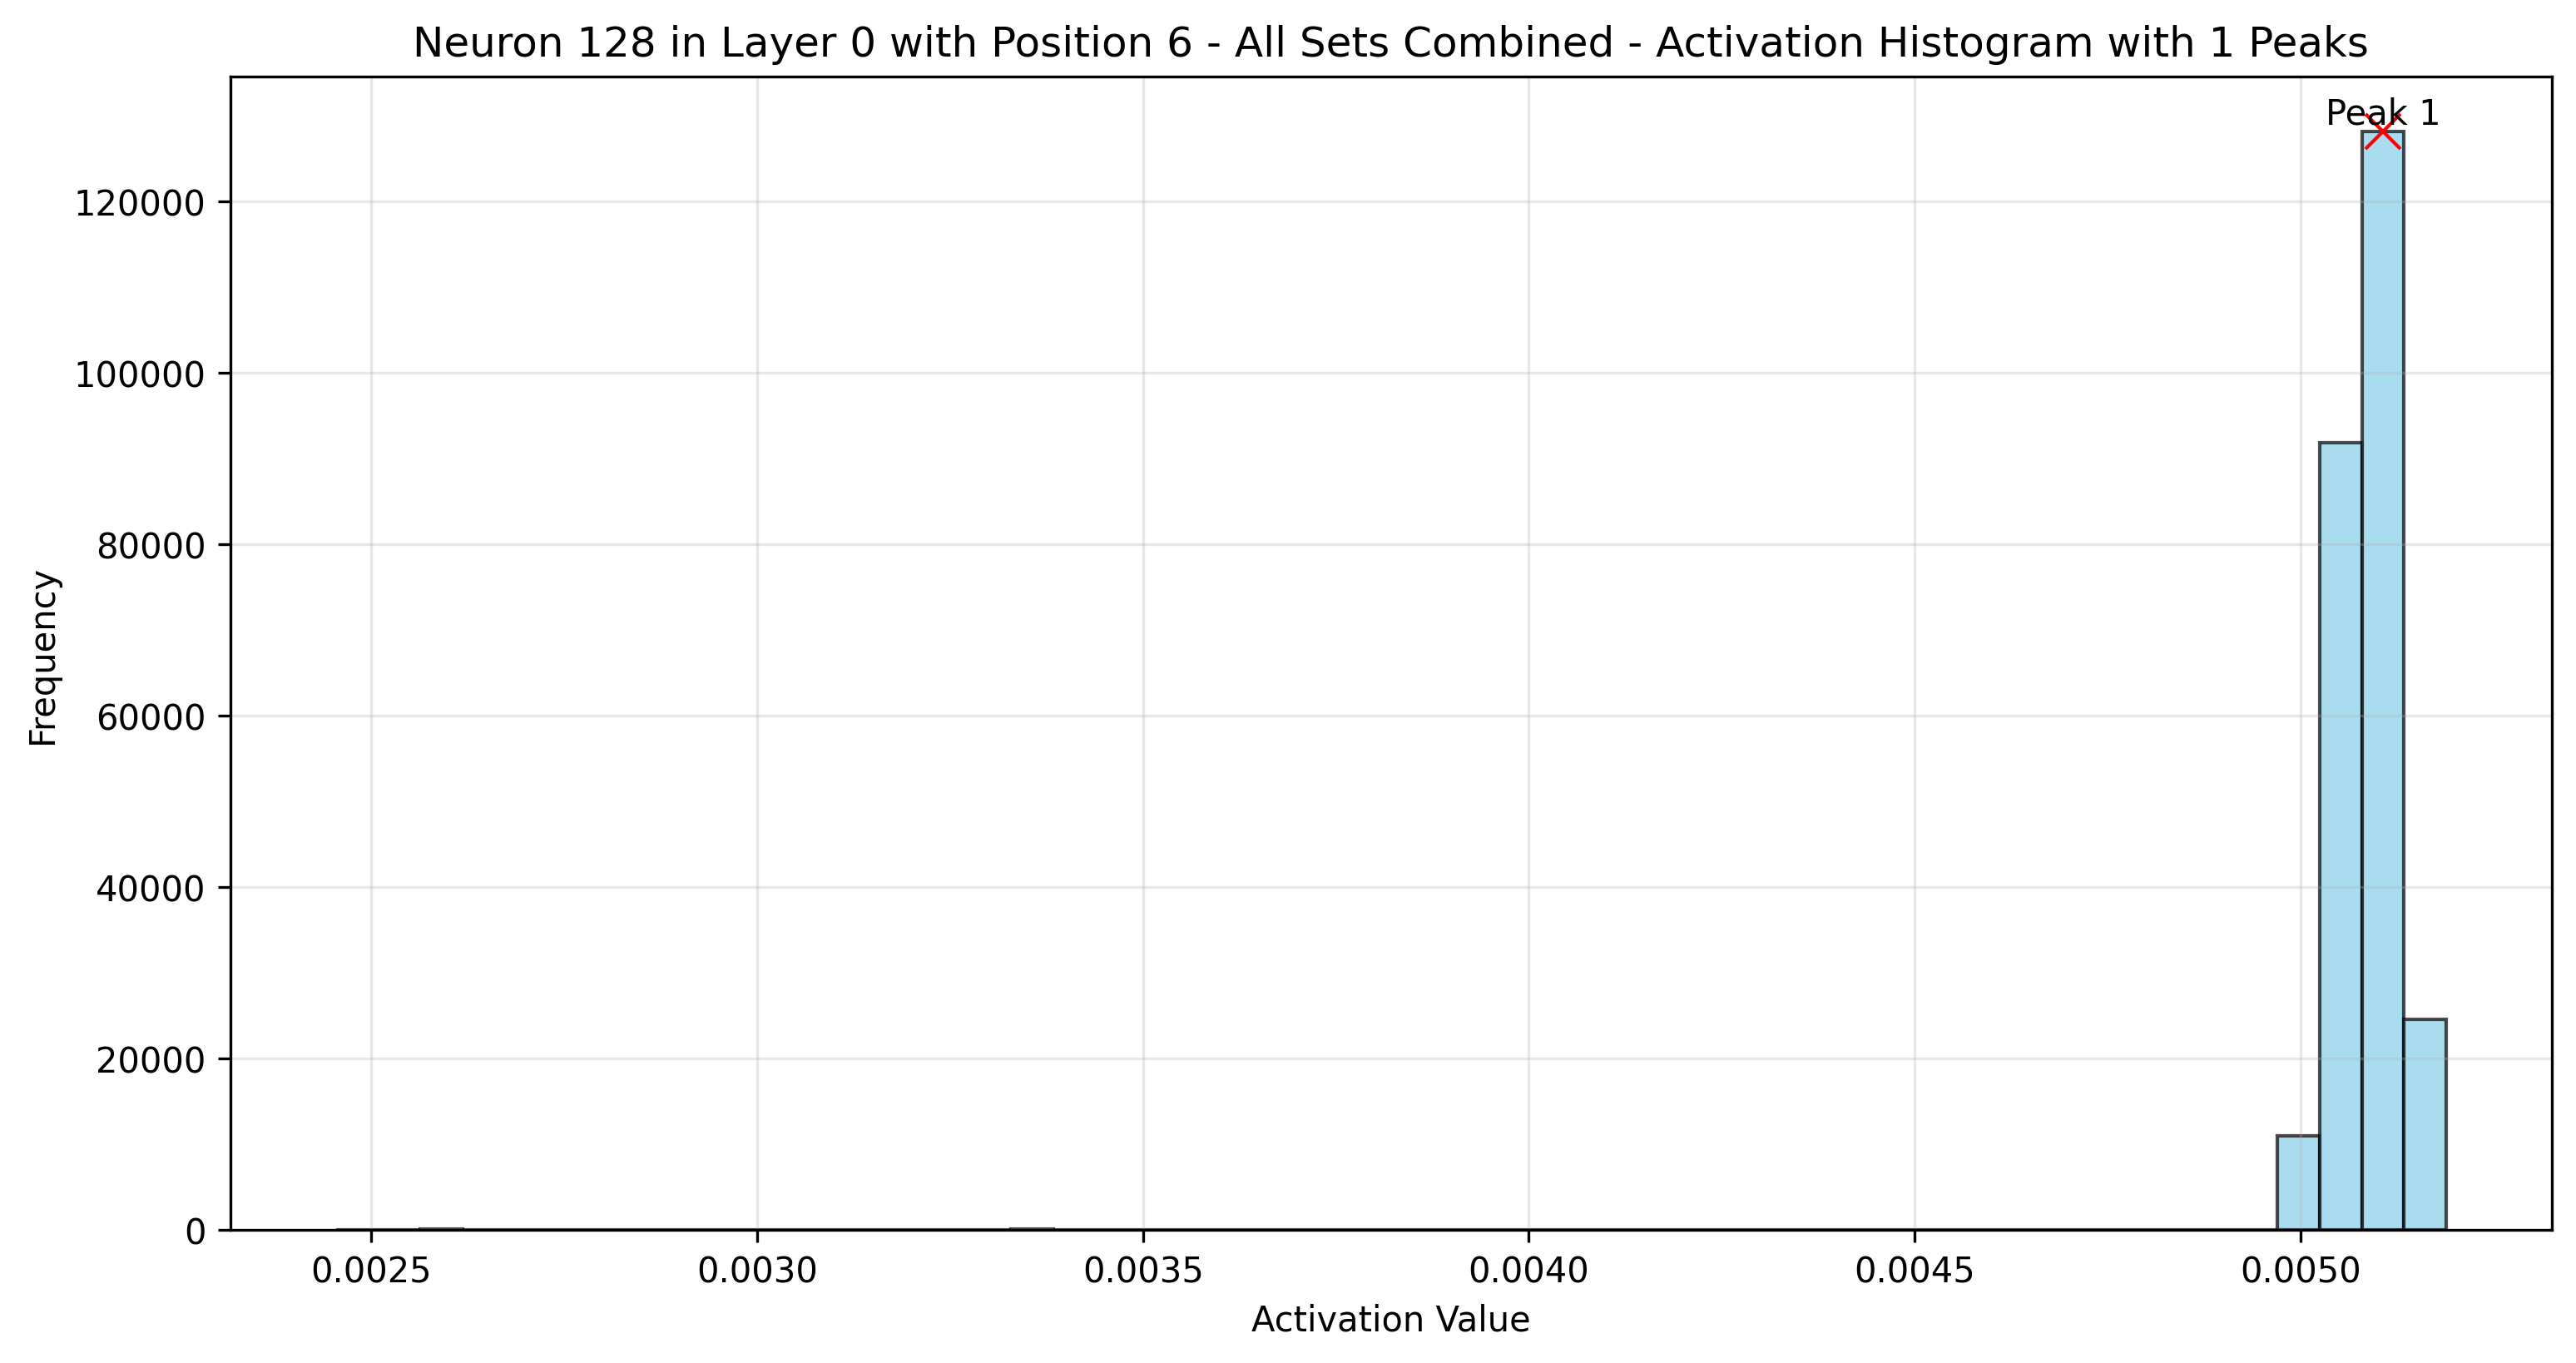 Neuron 128 in Layer 0 with Position 6 - All Sets Combined - Activation Histogram with 1 Peaks
Peak 1
120000
100000
80000
60000
40000
20000
0
Frequency
0.0025 0.0030 0.0035 0.0040 0.0045 0.0050
Activation Value